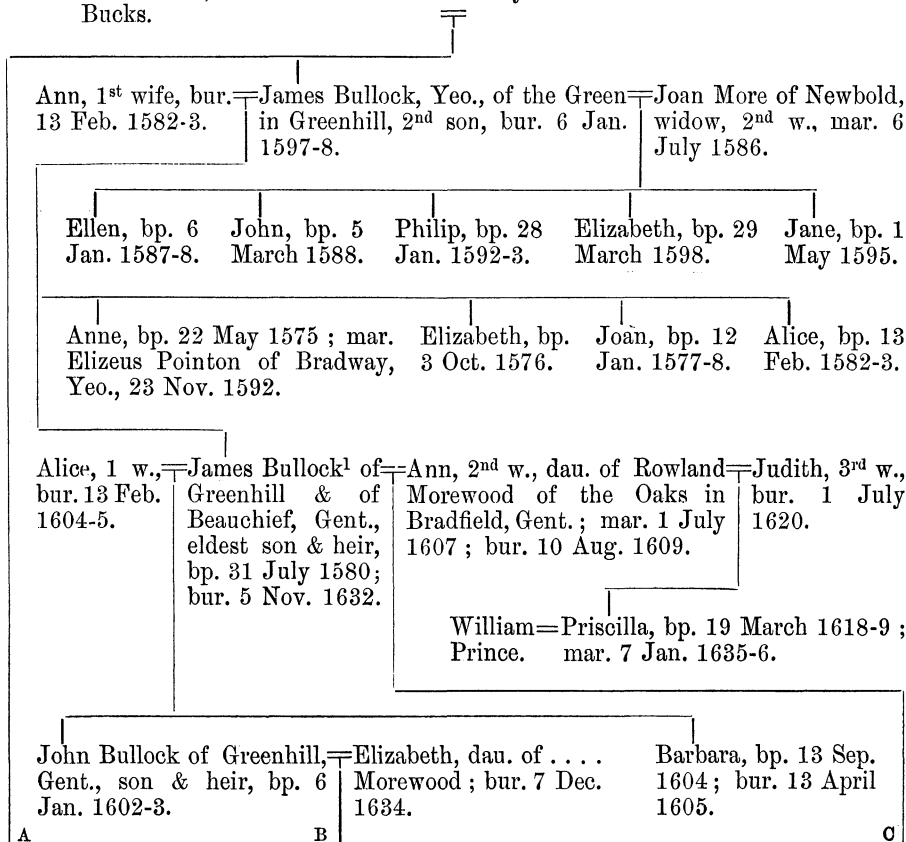 Bucks.
Ann, 1st wife, bur. James Bullock, Yeo., of the Green Joan More of Newbold,
13 Feb. 1582-3. in Greenhill, 2nd son, bur. 6 Jan. widow, 2nd w., mar. 6
1597-8. July 1586.
Ellen, bp. 6 John, bp. 5 Philip, bp. 28 Elizabeth, bp. 29 Jane, bp. 1
Jan. 1587-8. March 1588. Jan. 1592-3. March 1598. May 1595.
Anne, bp. 22 May 1575 ; mar. Elizabeth, bp. Joan, bp. 12 Alice, bp. 13
Elizeus Pointon of Bradway, 3 Oct. 1576. Jan. 1577-8. Feb. 1582-3.
Yeo., 23 Nov. 1592.
Alice, 1 w., James Bullock1 of Ann, 2nd w., dau. of Rowland Judith, 3rd w.,
bur. 13 Feb. Greenhill & of Morewood of the Oaks in bur. 1 July
1604-5. Beauchief, Gent., Bradfield, Gent. ; mar. 1 July 1620.
eldest son & heir, 1607 ; bur. 10 Aug. 1609.
bp. 31 July 1580;
bur. 5 Nov. 1632.
William=Priscilla, bp. 19 March 1618-9 ;
Prince. mar. 7 Jan. 1635-6.
John Bullock of Greenhill, Elizabeth, dau. of . . . . Barbara, bp. 13 Sep.
Gent., son & heir, bp. 6 Morewood ; bur. 7 Dec. 1604 ; bur. 13 April
Jan. 1602-3. 1634. 1605.
A B C